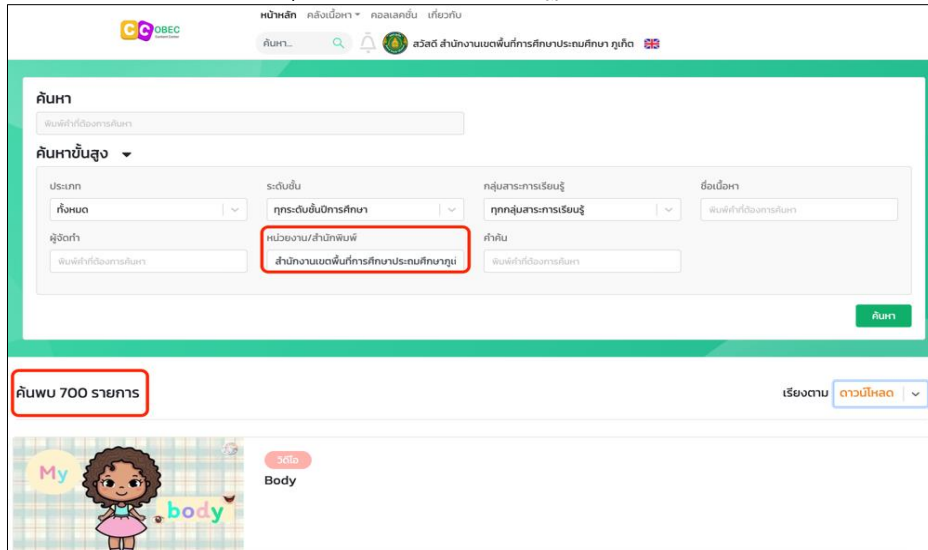 หน้าหลัก คลังเนื้อหา คอลเลคชั่น เกี่ยวกับ
CC OBEC
Content Center
ค้นหา...
สวัสดี สำนักงานเขตพื้นที่การศึกษาประถมศึกษา ภูเก็ต
ค้นหา
พิมพ์คำที่ต้องการค้นหา
ค้นหาขั้นสูง
ประเภท ระดับชั้น กลุ่มสาระการเรียนรู้ ชื่อเนื้อหา
ทั้งหมด ทุกระดับชั้นปีการศึกษา ทุกกลุ่มสาระการเรียนรู้ พิมพ์คำที่ต้องการค้นหา
ผู้จัดทำ หน่วยงาน/สำนักพิมพ์ คำค้น
พิมพ์คำที่ต้องการค้นหา สำนักงานเขตพื้นที่การศึกษาประถมศึกษาภูเ พิมพ์คำที่ต้องการค้นหา
ค้นหา
ค้นพบ 700 รายการ
เรียงตาม ดาวน์โหลด
วิดีโอ
Body
My
body